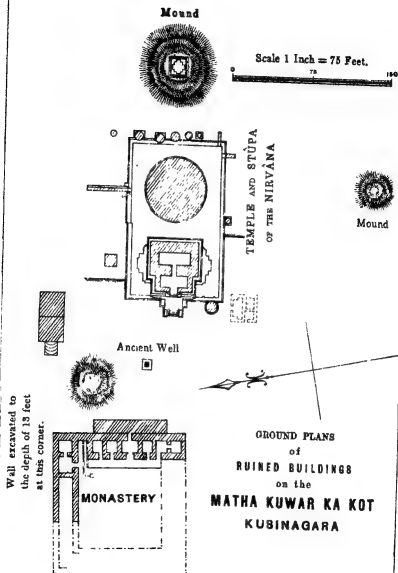 Mound
Scale 1 Inch = 75 Feet.
0 75 150
TEMPLE AND STÛPA
OF THE NIRVÂNA
Mound
Ancient Well
Wall excavated to
the depth of 13 feet
at this corner.
MONASTERY
GROUND PLANS
of
RUINED BUILDINGS
on the
MATHA KUWAR KA KOT
KUSINAGARA